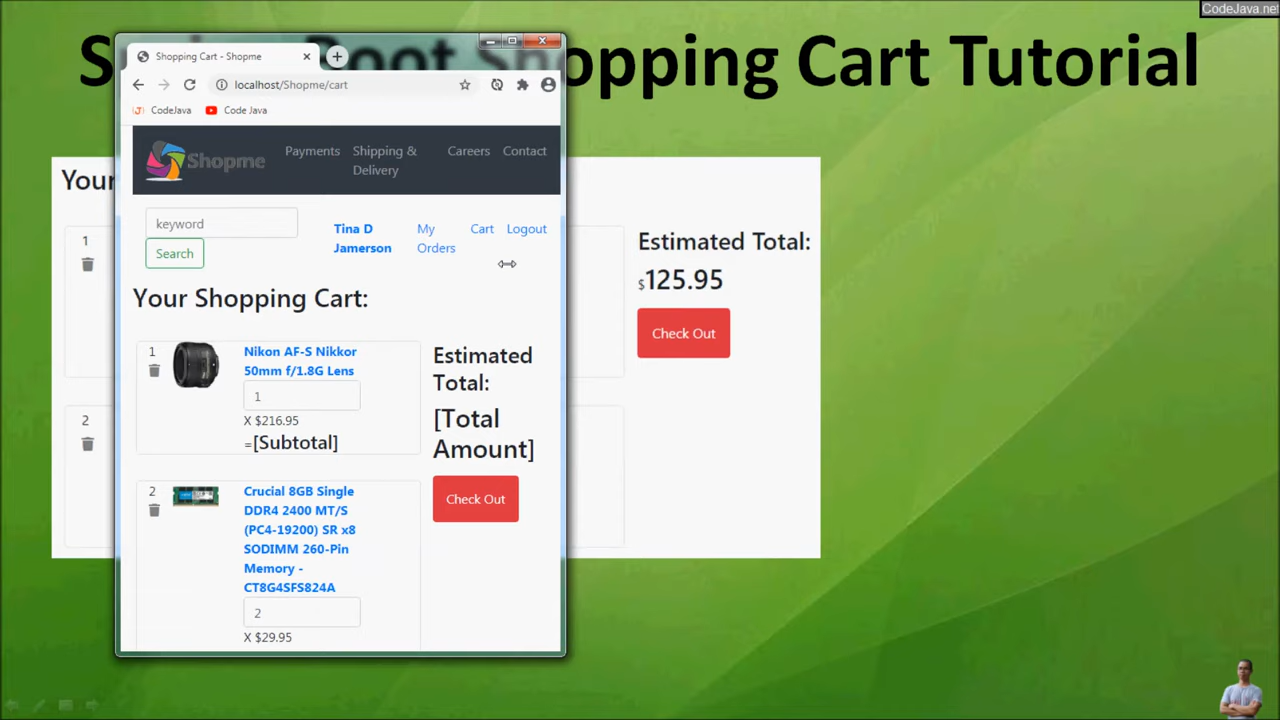 CodeJava.net
Shopping Cart Tutorial
Shopping Cart - Shopme
localhost/Shopme/cart
CodeJava
Code Java
Shopme
Payments
Shipping &
Delivery
Careers
Contact
keyword
Search
Tina D
Jamerson
My
Orders
Cart
Logout
Your Shopping Cart:
1
Nikon AF-S Nikkor
50mm f/1.8G Lens
1
X $216.95
=[Subtotal]
2
Crucial 8GB Single
DDR4 2400 MT/S
(PC4-19200) SR x8
SODIMM 260-Pin
Memory -
CT8G4SFS824A
2
X $29.95
Estimated
Total:
[Total
Amount]
Check Out
Your
1
2
Estimated Total:
$125.95
Check Out